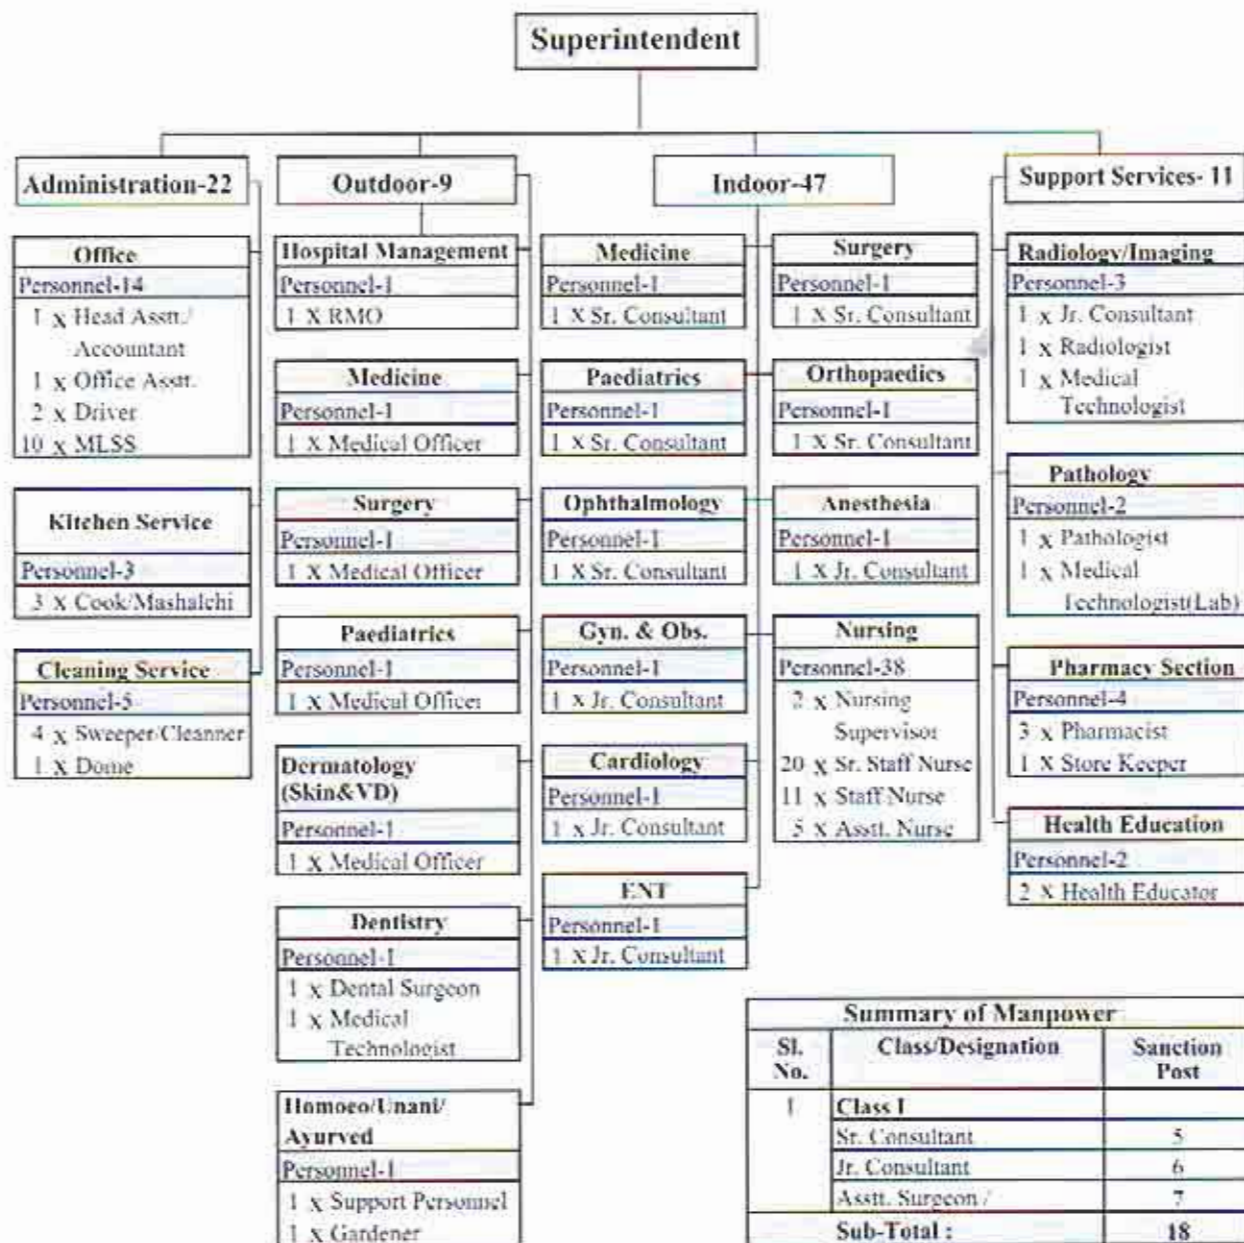 Superintendent
Administration-22
Office
Personnel-14
1 x Head Asstt./
Accountant
1 x Office Asstt.
2 x Driver
10 x MLSS
Kitchen Service
Personnel-3
3 x Cook/Mashalchi
Cleaning Service
Personnel-5
4 x Sweeper/Cleanner
1 x Dome
Outdoor-9
Hospital Management
Personnel-1
1 X RMO
Medicine
Personnel-1
1 X Medical Officer
Surgery
Personnel-1
1 X Medical Officer
Paediatrics
Personnel-1
1 X Medical Officer
Dermatology
(Skin&VD)
Personnel-1
1 X Medical Officer
Dentistry
Personnel-1
1 x Dental Surgeon
1 x Medical
Technologist
Homoeo/Unani/
Ayurved
Personnel-1
1 x Support Personnel
1 x Gardener
Indoor-47
Medicine
Personnel-1
1 X Sr. Consultant
Paediatrics
Personnel-1
1 X Sr. Consultant
Ophthalmology
Personnel-1
1 X Sr. Consultant
Gyn. & Obs.
Personnel-1
1 x Jr. Consultant
Cardiology
Personnel-1
1 x Jr. Consultant
ENT
Personnel-1
1 X Jr. Consultant
Surgery
Personnel-1
1 X Sr. Consultant
Orthopaedics
Personnel-1
1 X Sr. Consultant
Anesthesia
Personnel-1
1 X Jr. Consultant
Nursing
Personnel-38
2 x Nursing
Supervisor
20 x Sr. Staff Nurse
11 x Staff Nurse
5 x Asstt. Nurse
Support Services- 11
Radiology/Imaging
Personnel-3
1 x Jr. Consultant
1 x Radiologist
1 x Medical
Technologist
Pathology
Personnel-2
1 x Pathologist
1 x Medical
Technologist(Lab)
Pharmacy Section
Personnel-4
3 x Pharmacist
1 X Store Keeper
Health Education
Personnel-2
2 X Health Educator
Summary of Manpower
Sl. No. Class/Designation Sanction Post
1 Class I
Sr. Consultant 5
Jr. Consultant 6
Asstt. Surgeon / 7
Sub-Total : 18